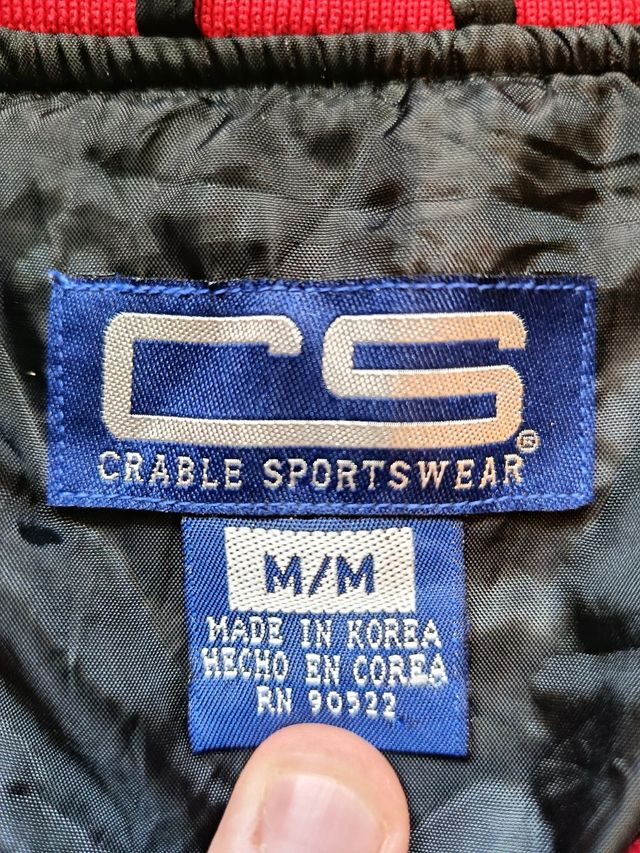 CS®
CRABLE SPORTSWEAR
M/M
MADE IN KOREA
HECHO EN COREA
RN 90522